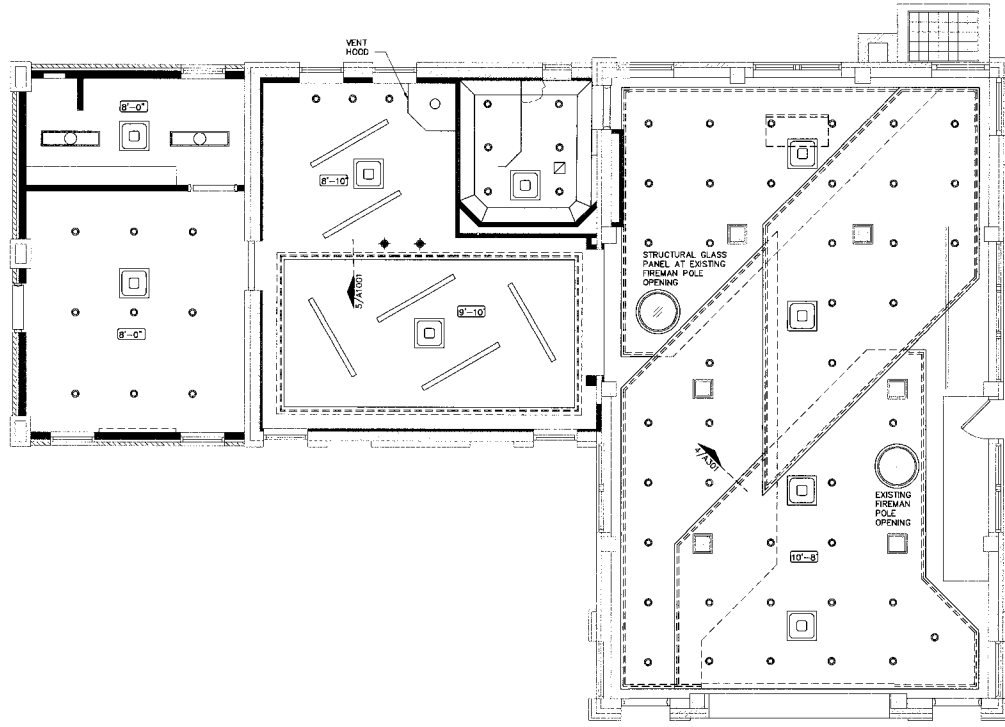 VENT
HOOD
8'-0"
8'-10"
5/A1001
9'-10"
8'-0"
STRUCTURAL GLASS
PANEL AT EXISTING
FIREMAN POLE
OPENING
4/A301
EXISTING
FIREMAN
POLE
OPENING
10'-8"